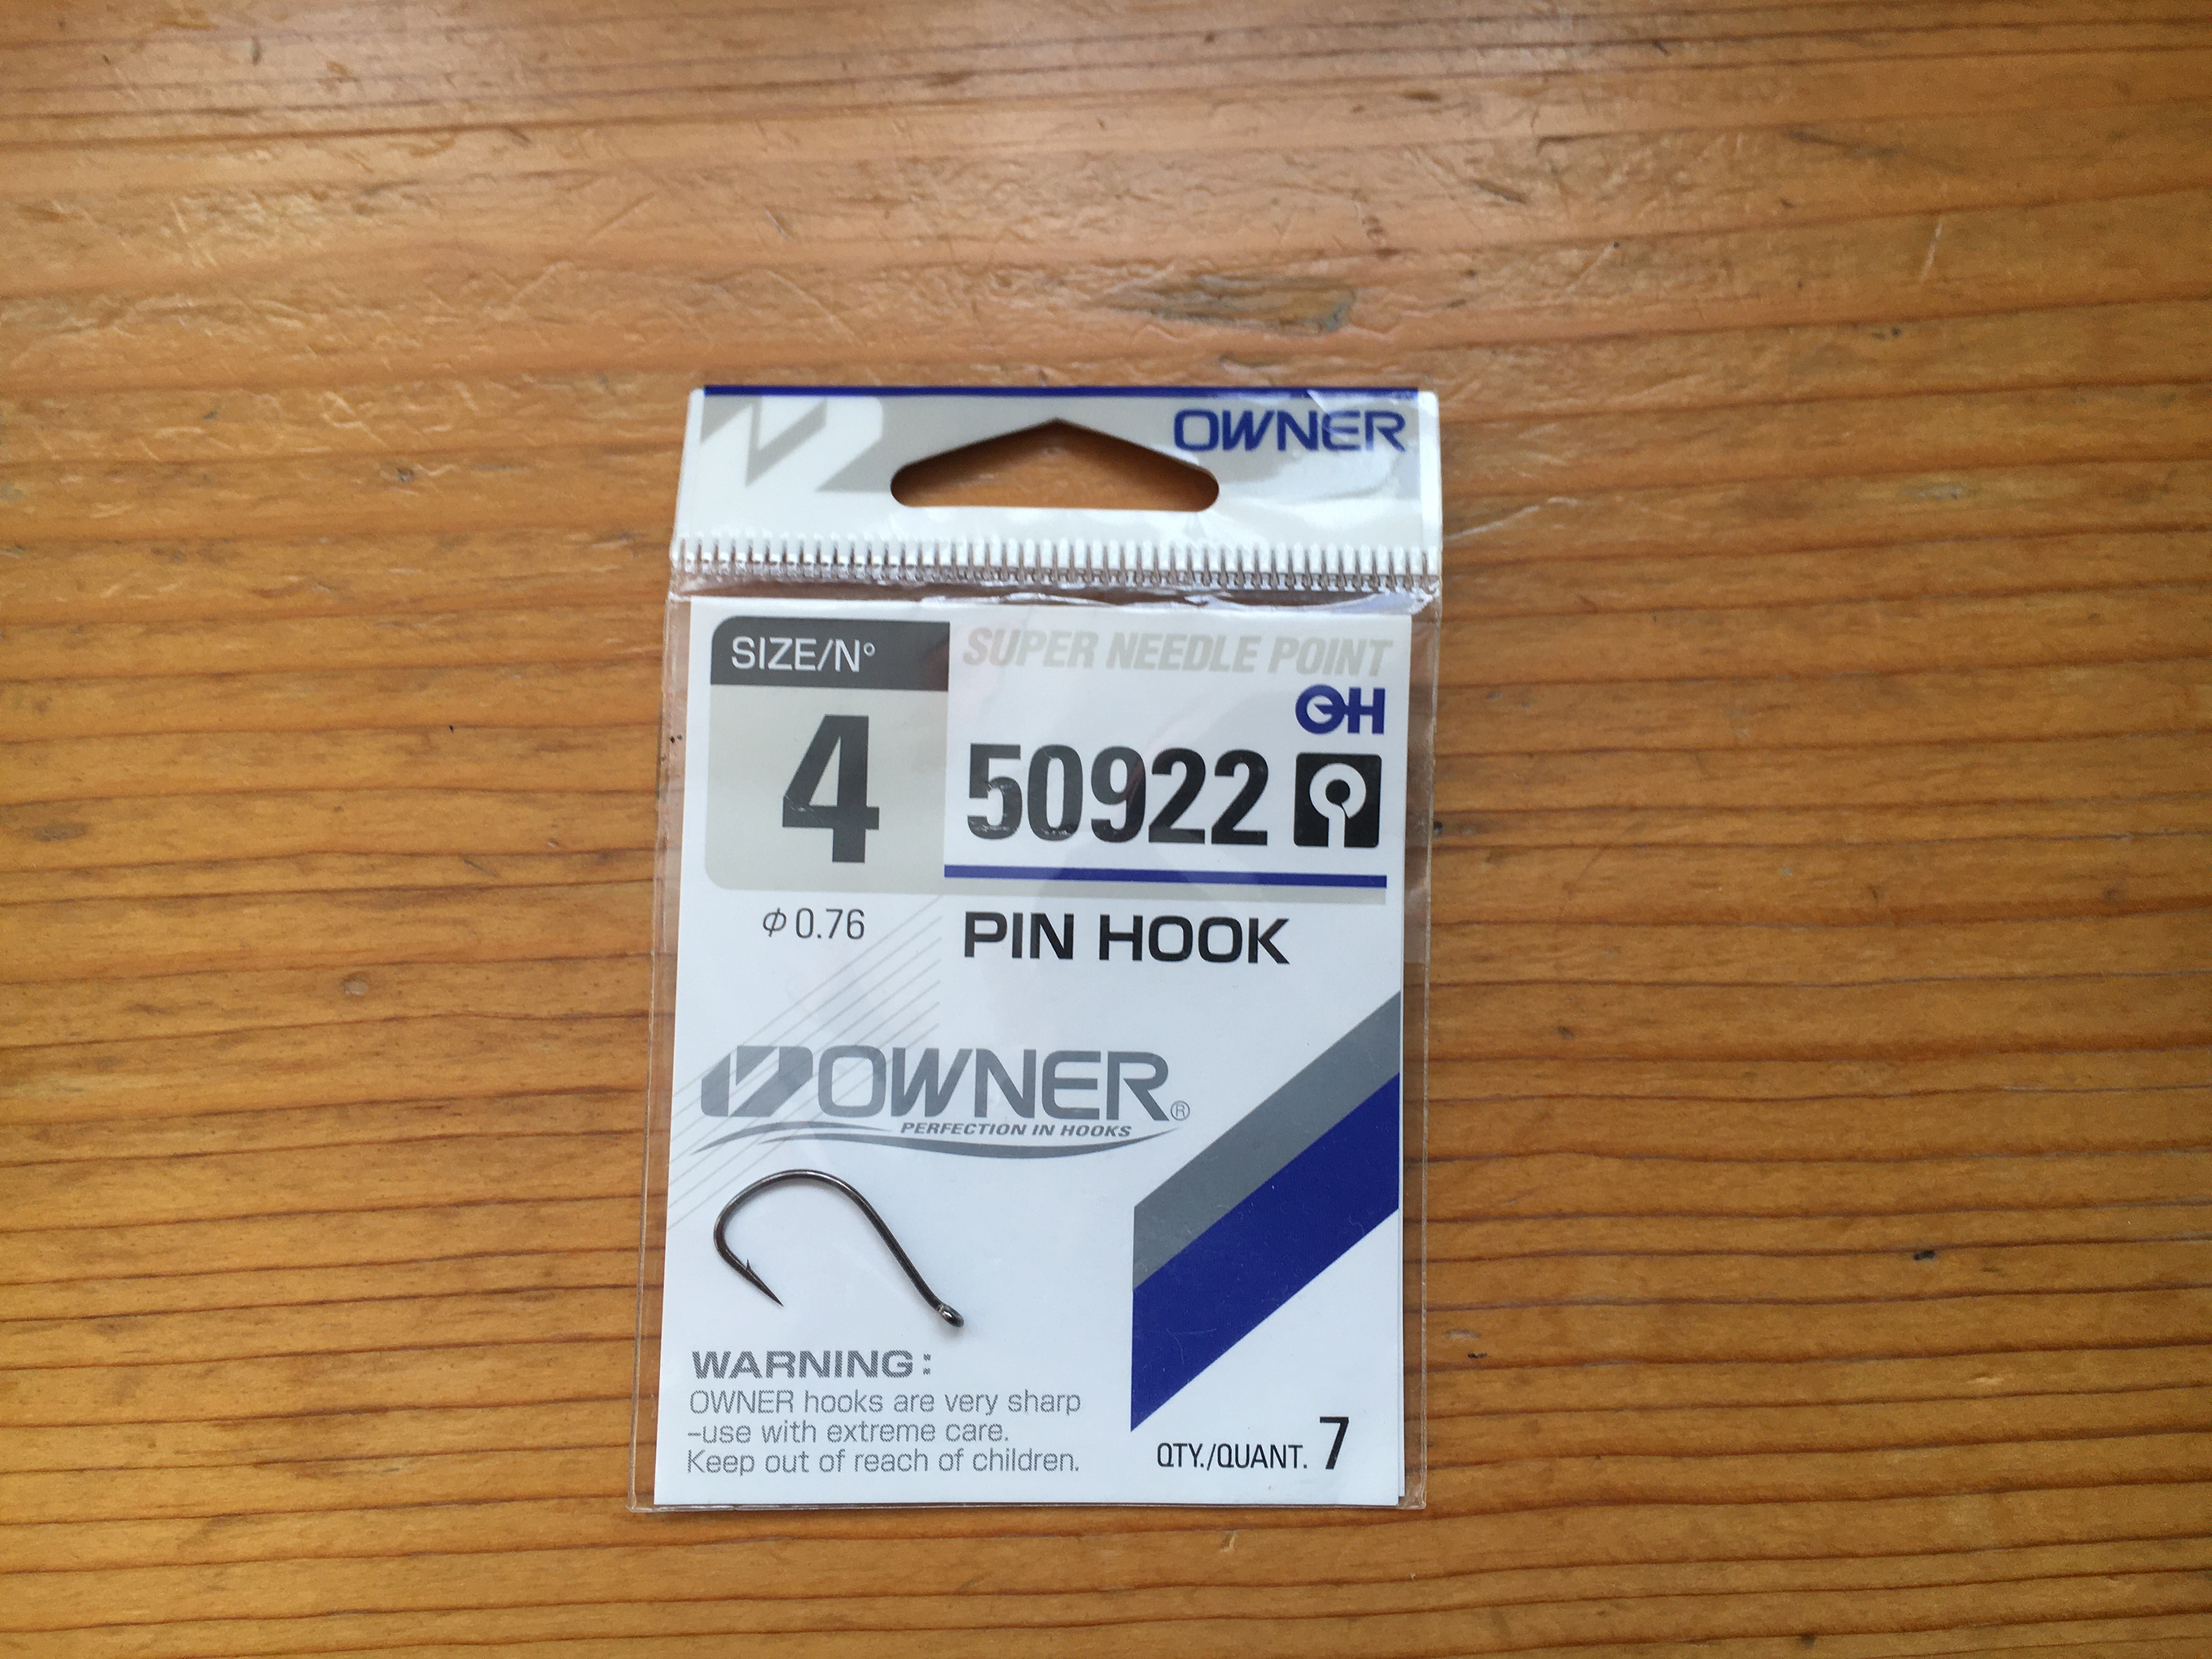 OWNER
SIZE/N°
SUPER NEEDLE POINT
OH
4
50922
φ 0.76
PIN HOOK
OWNER®
PERFECTION IN HOOKS
WARNING:
OWNER hooks are very sharp
-use with extreme care.
Keep out of reach of children.
QTY./QUANT. 7